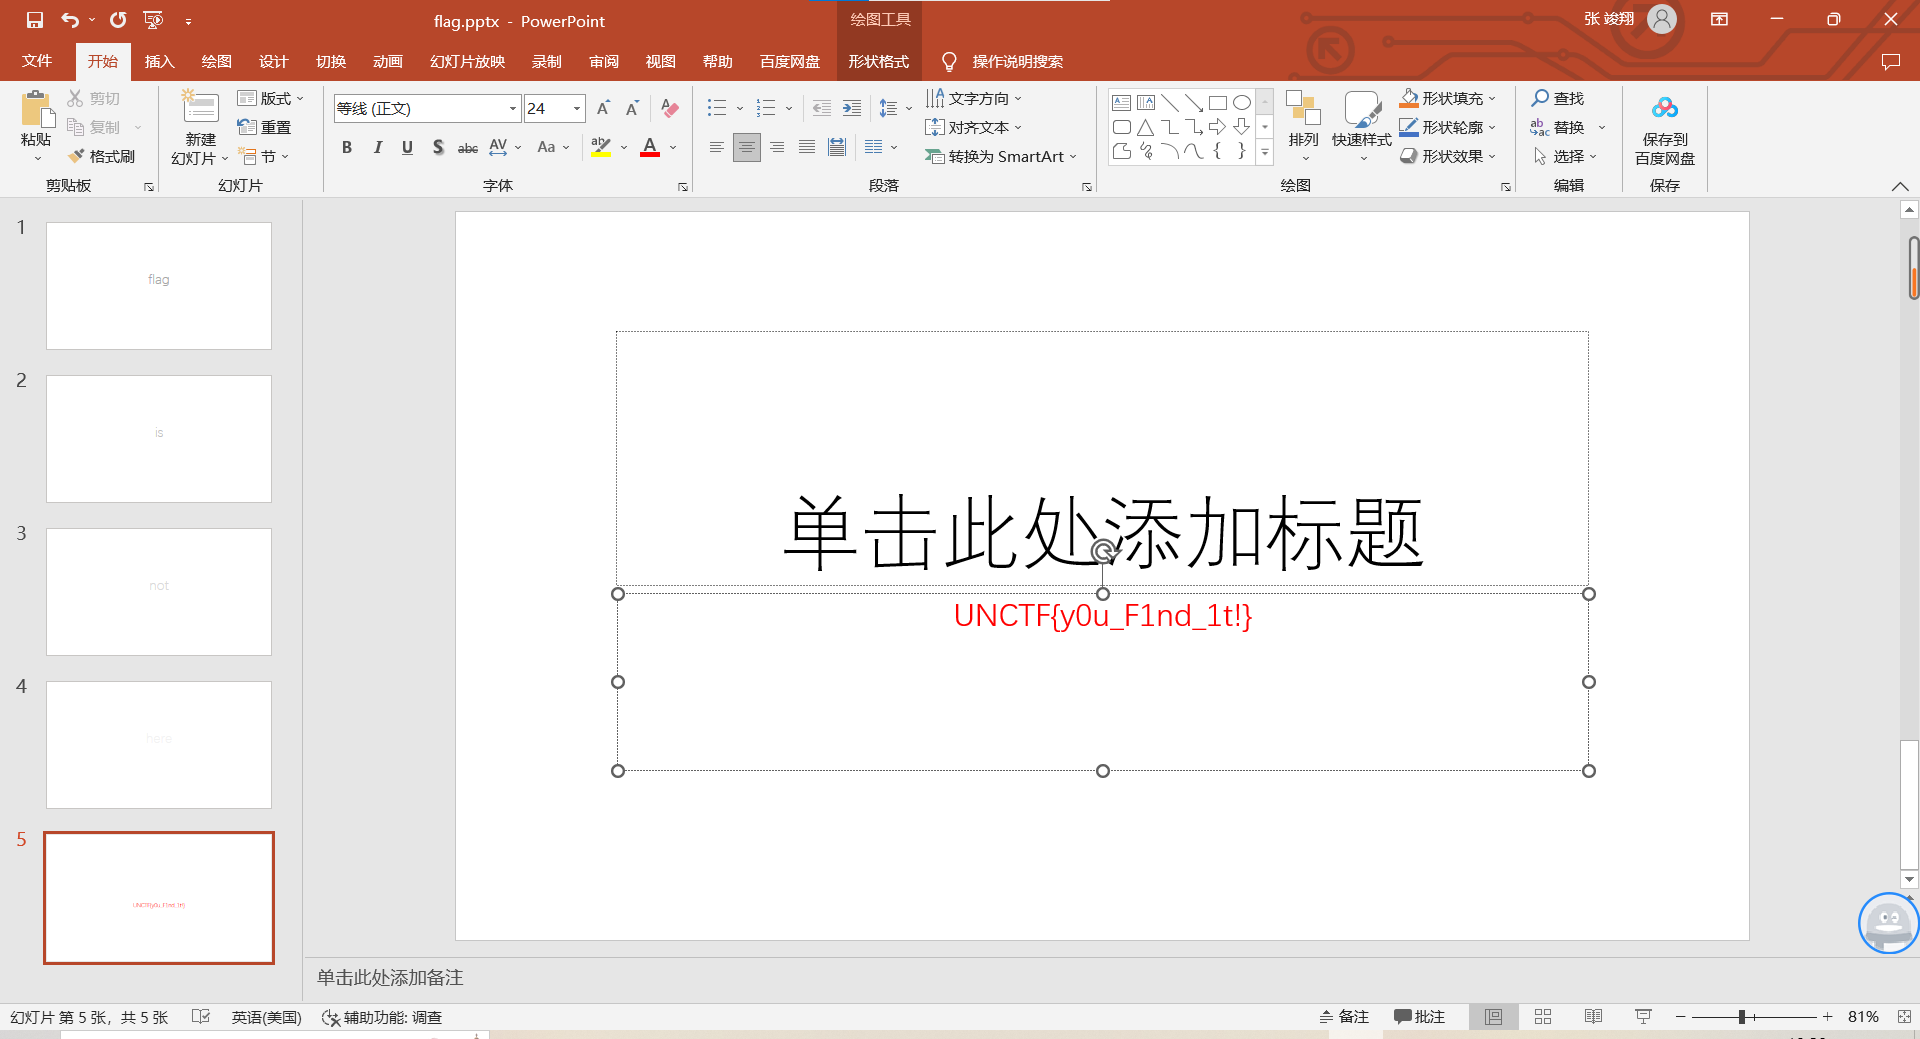 flag.pptx - PowerPoint
绘图工具
张 竣翔
文件 开始 插入 绘图 设计 切换 动画 幻灯片放映 录制 审阅 视图 帮助 百度网盘 形状格式 操作说明搜索
粘贴
剪切
复制
格式刷
剪贴板
新建
幻灯片
版式
重置
节
幻灯片
等线 (正文) 24
B I U S abc AV Aa A
字体
文字方向
对齐文本
转换为 SmartArt
段落
排列
快速样式
形状填充
形状轮廓
形状效果
绘图
查找
替换
选择
编辑
保存到
百度网盘
保存
1
flag
2
is
3
not
4
here
5
UNCTF{y0u_F1nd_1t!}
单击此处添加标题
UNCTF{y0u_F1nd_1t!}
单击此处添加备注
幻灯片 第 5 张，共 5 张 英语(美国) 辅助功能: 调查 备注 批注 81%